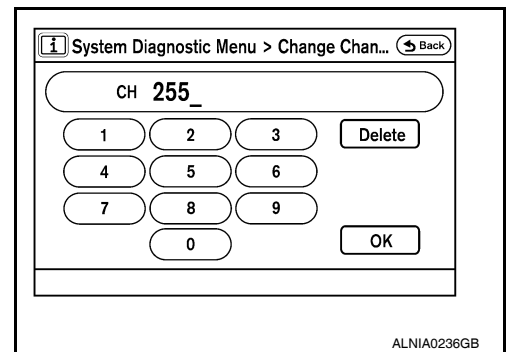 i System Diagnostic Menu > Change Chan... Back
CH 255_
1 2 3 Delete
4 5 6
7 8 9
0 OK
ALNIA0236GB